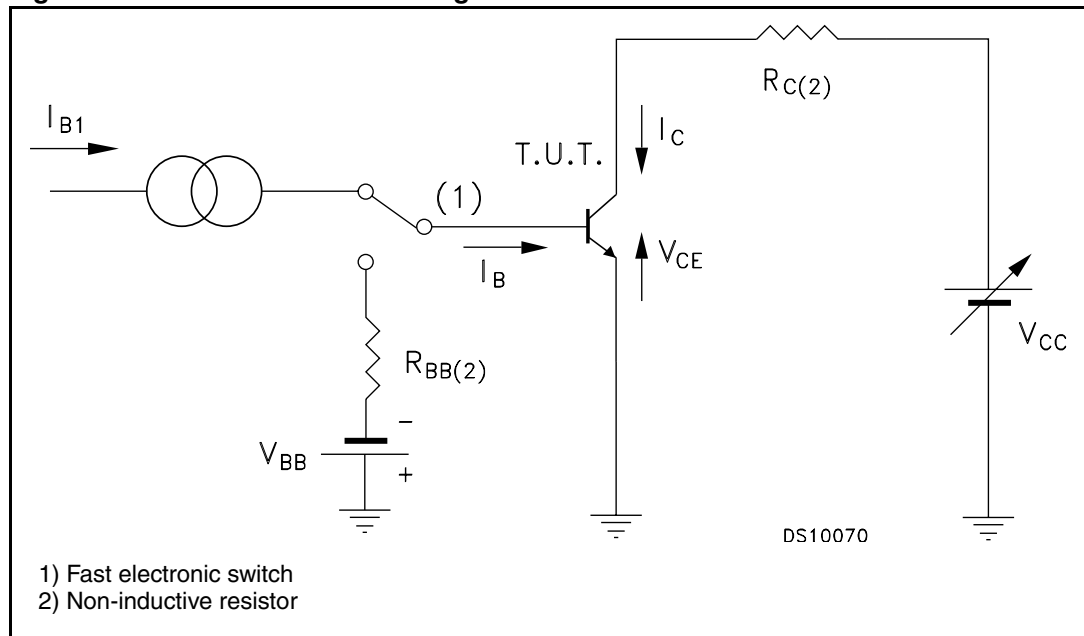 I_B1
R_C(2)
I_C
T.U.T.
(1)
V_CE
I_B
V_CC
R_BB(2)
−
V_BB
+
DS10070
1) Fast electronic switch
2) Non-inductive resistor